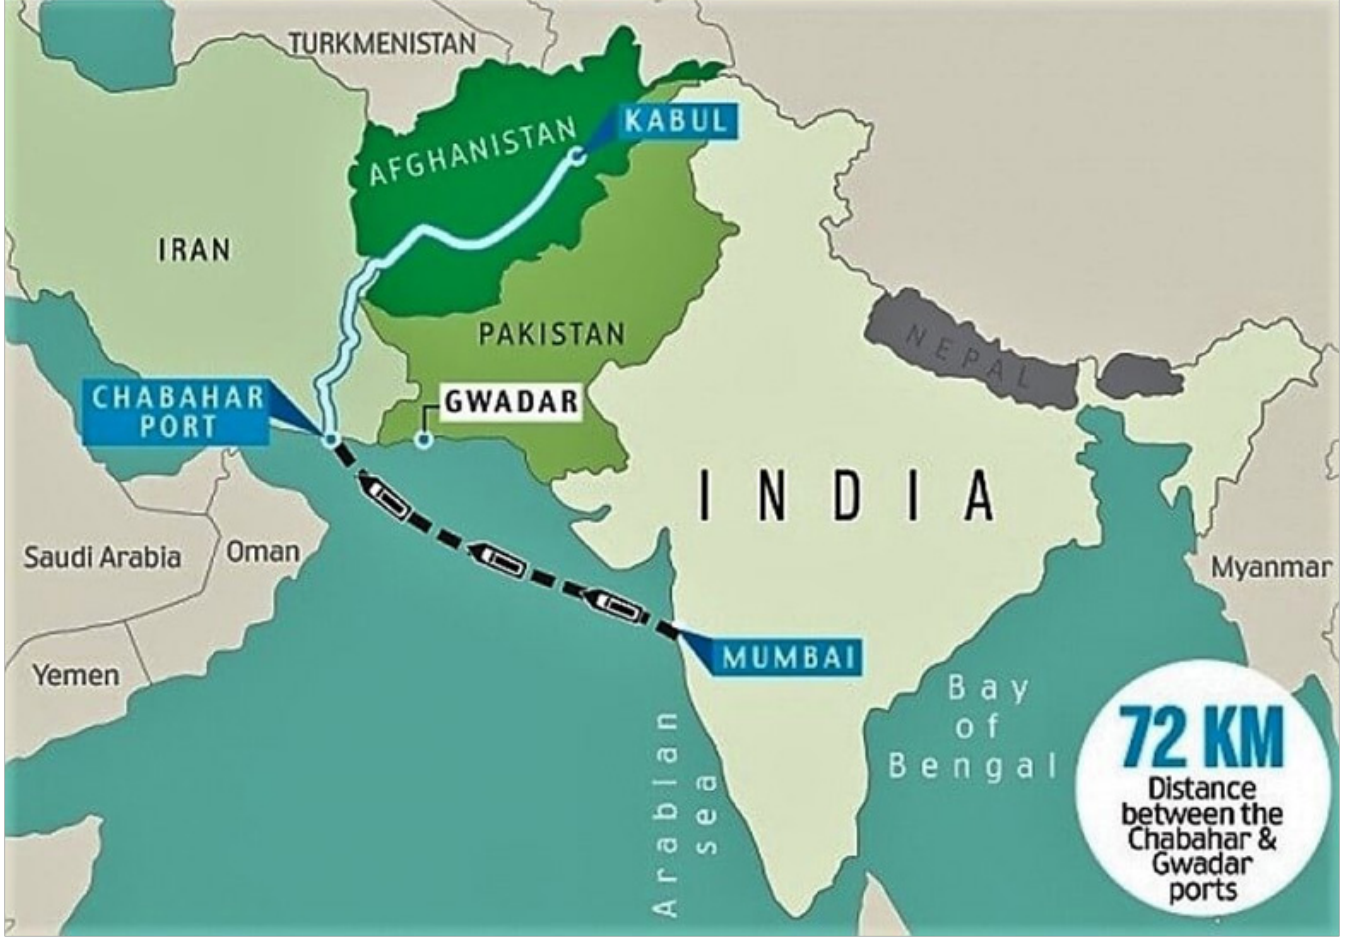 TURKMENISTAN
AFGHANISTAN
KABUL
IRAN
PAKISTAN
NEPAL
CHABAHAR
PORT
GWADAR
INDIA
Saudi Arabia
Oman
Myanmar
Yemen
MUMBAI
Arabian
sea
Bay
of
Bengal
72 KM
Distance
between the
Chabahar &
Gwadar
ports